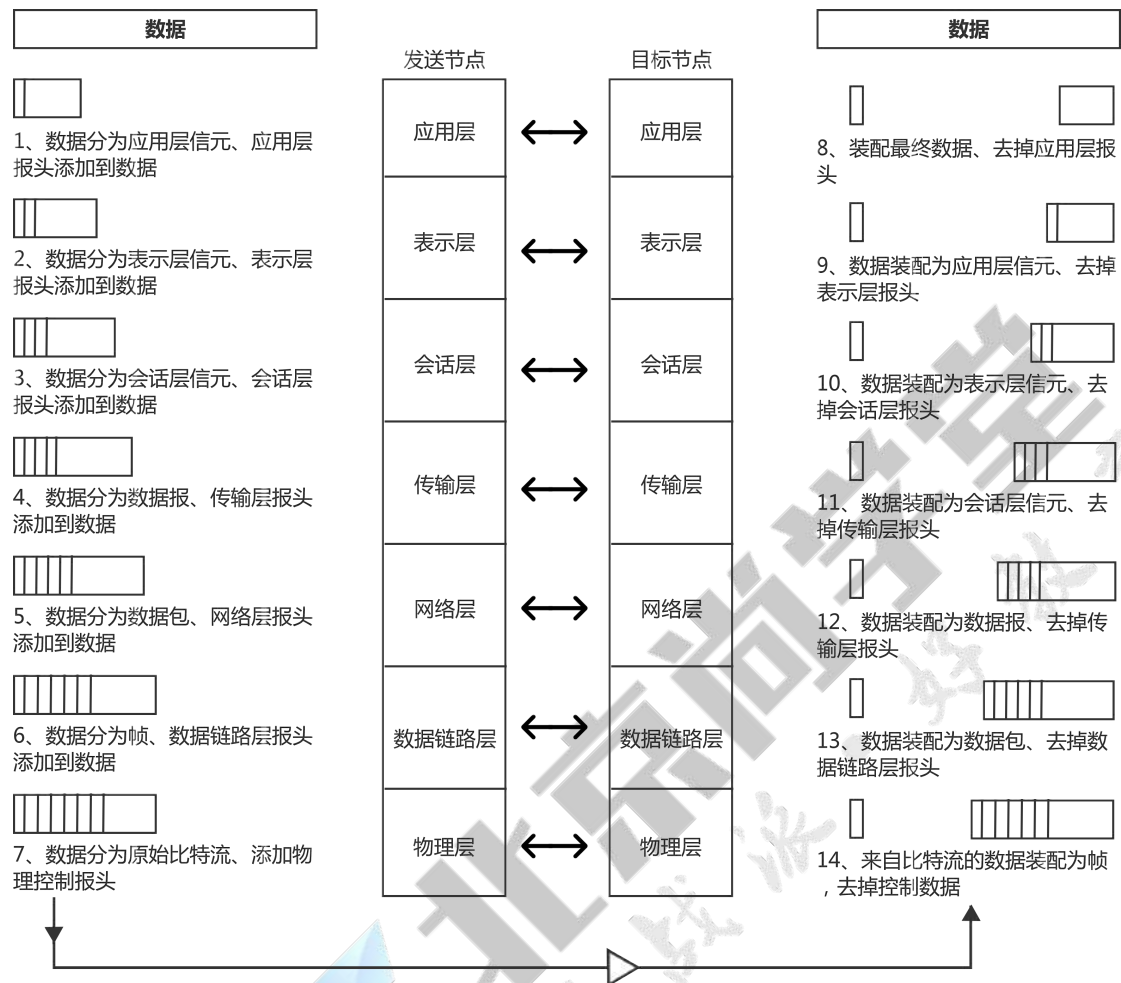 数据
1、数据分为应用层信元、应用层
报头添加到数据
2、数据分为表示层信元、表示层
报头添加到数据
3、数据分为会话层信元、会话层
报头添加到数据
4、数据分为数据报、传输层报头
添加到数据
5、数据分为数据包、网络层报头
添加到数据
6、数据分为帧、数据链路层报头
添加到数据
7、数据分为原始比特流、添加物
理控制报头
发送节点
应用层
表示层
会话层
传输层
网络层
数据链路层
物理层
目标节点
应用层
表示层
会话层
传输层
网络层
数据链路层
物理层
数据
8、装配最终数据、去掉应用层报
头
9、数据装配为应用层信元、去掉
表示层报头
10、数据装配为表示层信元、去
掉会话层报头
11、数据装配为会话层信元、去
掉传输层报头
12、数据装配为数据报、去掉传
输层报头
13、数据装配为数据包、去掉数
据链路层报头
14、来自比特流的数据装配为帧
，去掉控制数据
北京尚学堂